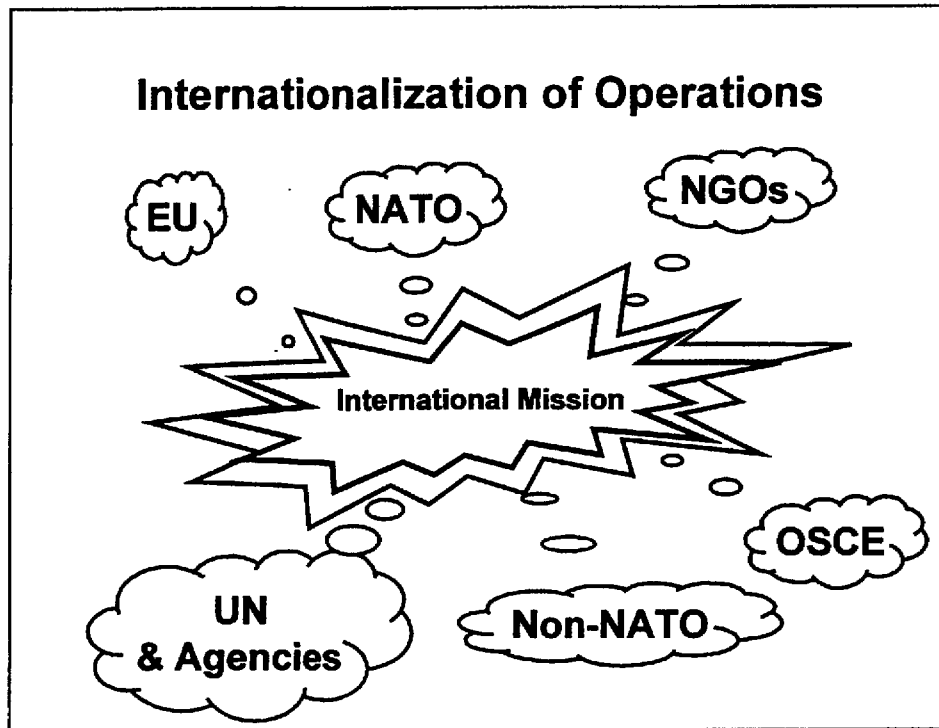 Internationalization of Operations
EU
NATO
NGOs
International Mission
OSCE
UN
& Agencies
Non-NATO